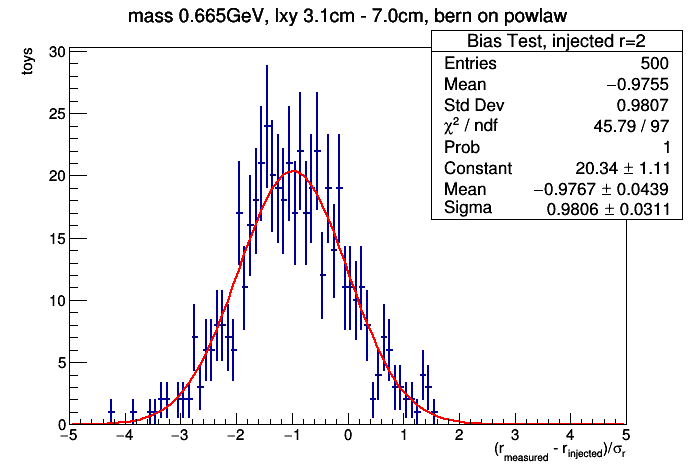 mass 0.665GeV, lxy 3.1cm - 7.0cm, bern on powlaw
toys
Bias Test, injected r=2
Entries 500
Mean −0.9755
Std Dev 0.9807
χ² / ndf 45.79 / 97
Prob 1
Constant 20.34 ± 1.11
Mean −0.9767 ± 0.0439
Sigma 0.9806 ± 0.0311
30
25
20
15
10
5
0
−5 −4 −3 −2 −1 0 1 2 3 4 5
(r_measured - r_injected)/σ_r